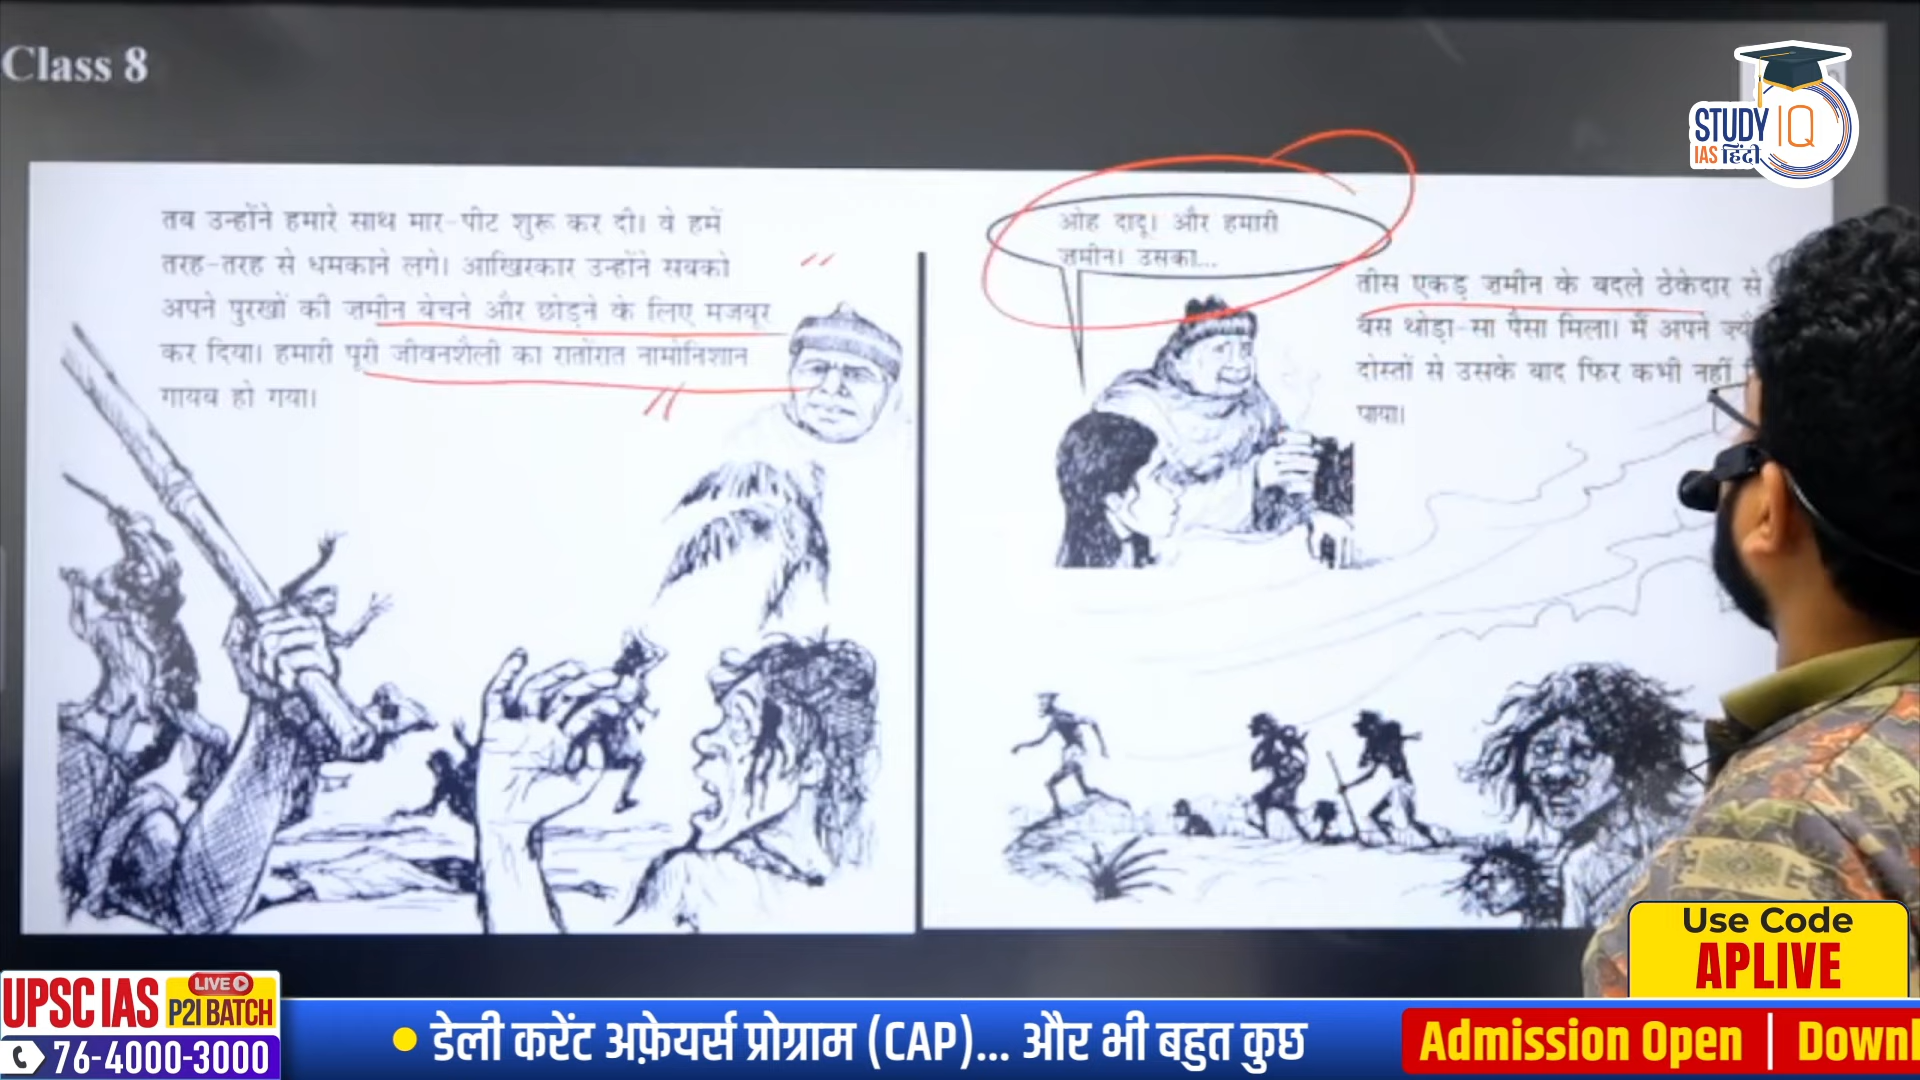 Class 8
STUDY IQ
IAS हिंदी
तब उन्होंने हमारे साथ मार-पीट शुरू कर दी। वे हमें
तरह-तरह से धमकाने लगे। आखिरकार उन्होंने सबको
अपने पुरखों की ज़मीन बेचने और छोड़ने के लिए मजबूर
कर दिया। हमारी पूरी जीवनशैली का रातोंरात नामोनिशान
गायब हो गया।
ओह दादू। और हमारी
ज़मीन। उसका...
तीस एकड़ ज़मीन के बदले ठेकेदार से
बस थोड़ा-सा पैसा मिला। मैं अपने
दोस्तों से उसके बाद फिर कभी नहीं
पाया।
Use Code
APLIVE
UPSC IAS LIVE P2I BATCH
76-4000-3000
डेली करेंट अफ़ेयर्स प्रोग्राम (CAP)... और भी बहुत कुछ
Admission Open | Downl